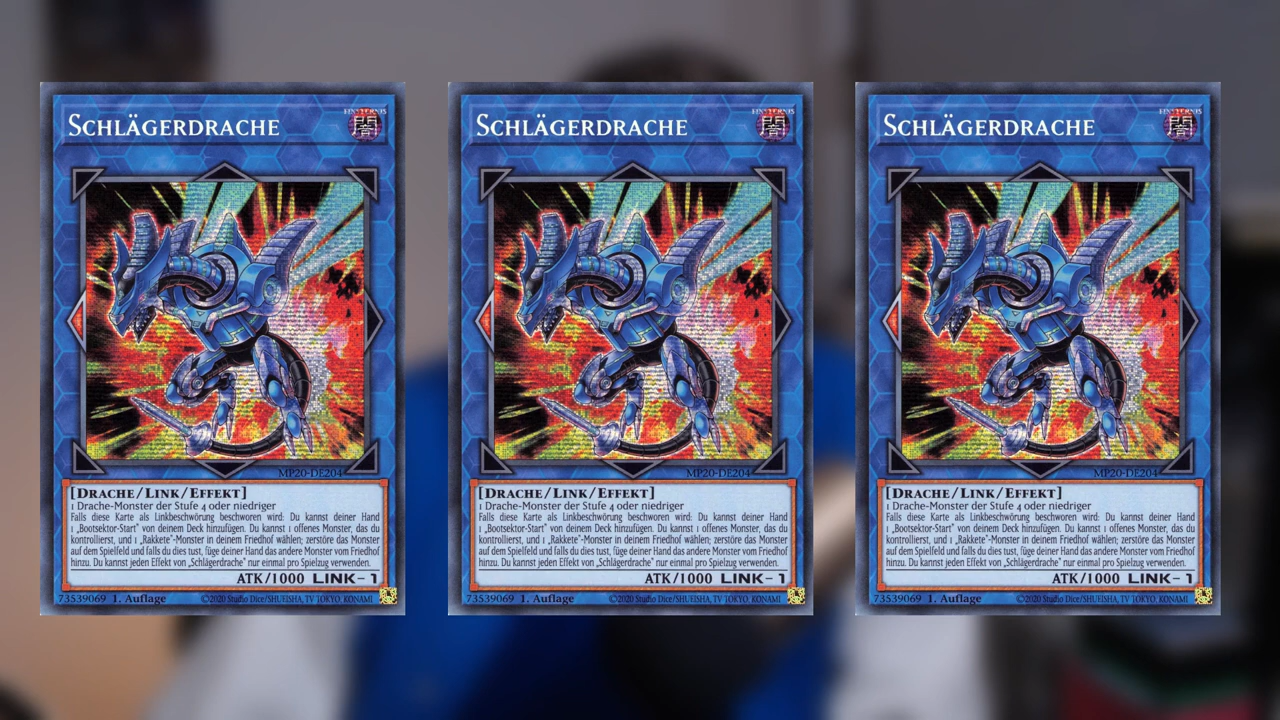 SCHLÄGERDRACHE
FINSTERNIS
闇
MP20-DE204
[DRACHE/LINK/EFFEKT]
1 Drache-Monster der Stufe 4 oder niedriger
Falls diese Karte als Linkbeschwörung beschworen wird: Du kannst deiner Hand
1 „Bootsektor-Start" von deinem Deck hinzufügen. Du kannst 1 offenes Monster, das du
kontrollierst, und 1 „Rakkete"-Monster in deinem Friedhof wählen; zerstöre das Monster
auf dem Spielfeld und falls du dies tust, füge deiner Hand das andere Monster vom Friedhof
hinzu. Du kannst jeden Effekt von „Schlägerdrache" nur einmal pro Spielzug verwenden.
ATK/1000 LINK-1
73539069 1. Auflage ©2020 Studio Dice/SHUEISHA, TV TOKYO, KONAMI
SCHLÄGERDRACHE
FINSTERNIS
闇
MP20-DE204
[DRACHE/LINK/EFFEKT]
1 Drache-Monster der Stufe 4 oder niedriger
Falls diese Karte als Linkbeschwörung beschworen wird: Du kannst deiner Hand
1 „Bootsektor-Start" von deinem Deck hinzufügen. Du kannst 1 offenes Monster, das du
kontrollierst, und 1 „Rakkete"-Monster in deinem Friedhof wählen; zerstöre das Monster
auf dem Spielfeld und falls du dies tust, füge deiner Hand das andere Monster vom Friedhof
hinzu. Du kannst jeden Effekt von „Schlägerdrache" nur einmal pro Spielzug verwenden.
ATK/1000 LINK-1
73539069 1. Auflage ©2020 Studio Dice/SHUEISHA, TV TOKYO, KONAMI
SCHLÄGERDRACHE
FINSTERNIS
闇
MP20-DE204
[DRACHE/LINK/EFFEKT]
1 Drache-Monster der Stufe 4 oder niedriger
Falls diese Karte als Linkbeschwörung beschworen wird: Du kannst deiner Hand
1 „Bootsektor-Start" von deinem Deck hinzufügen. Du kannst 1 offenes Monster, das du
kontrollierst, und 1 „Rakkete"-Monster in deinem Friedhof wählen; zerstöre das Monster
auf dem Spielfeld und falls du dies tust, füge deiner Hand das andere Monster vom Friedhof
hinzu. Du kannst jeden Effekt von „Schlägerdrache" nur einmal pro Spielzug verwenden.
ATK/1000 LINK-1
73539069 1. Auflage ©2020 Studio Dice/SHUEISHA, TV TOKYO, KONAMI